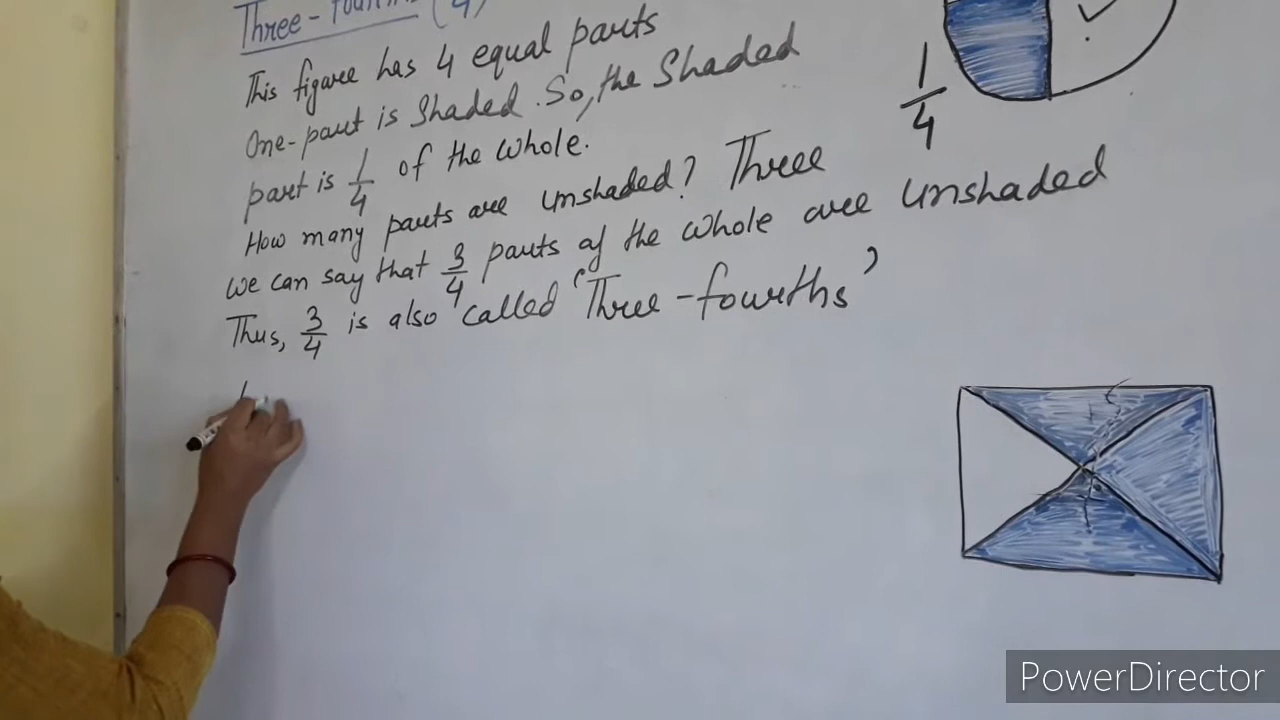 Three-fourths (
This figure has 4 equal parts
One-part is Shaded. So, the Shaded
part is 1/4 of the whole.
How many parts are unshaded? Three
We can say that 3/4 parts of the whole are unshaded
Thus, 3/4 is also called 'Three-fourths'
1/4
PowerDirector